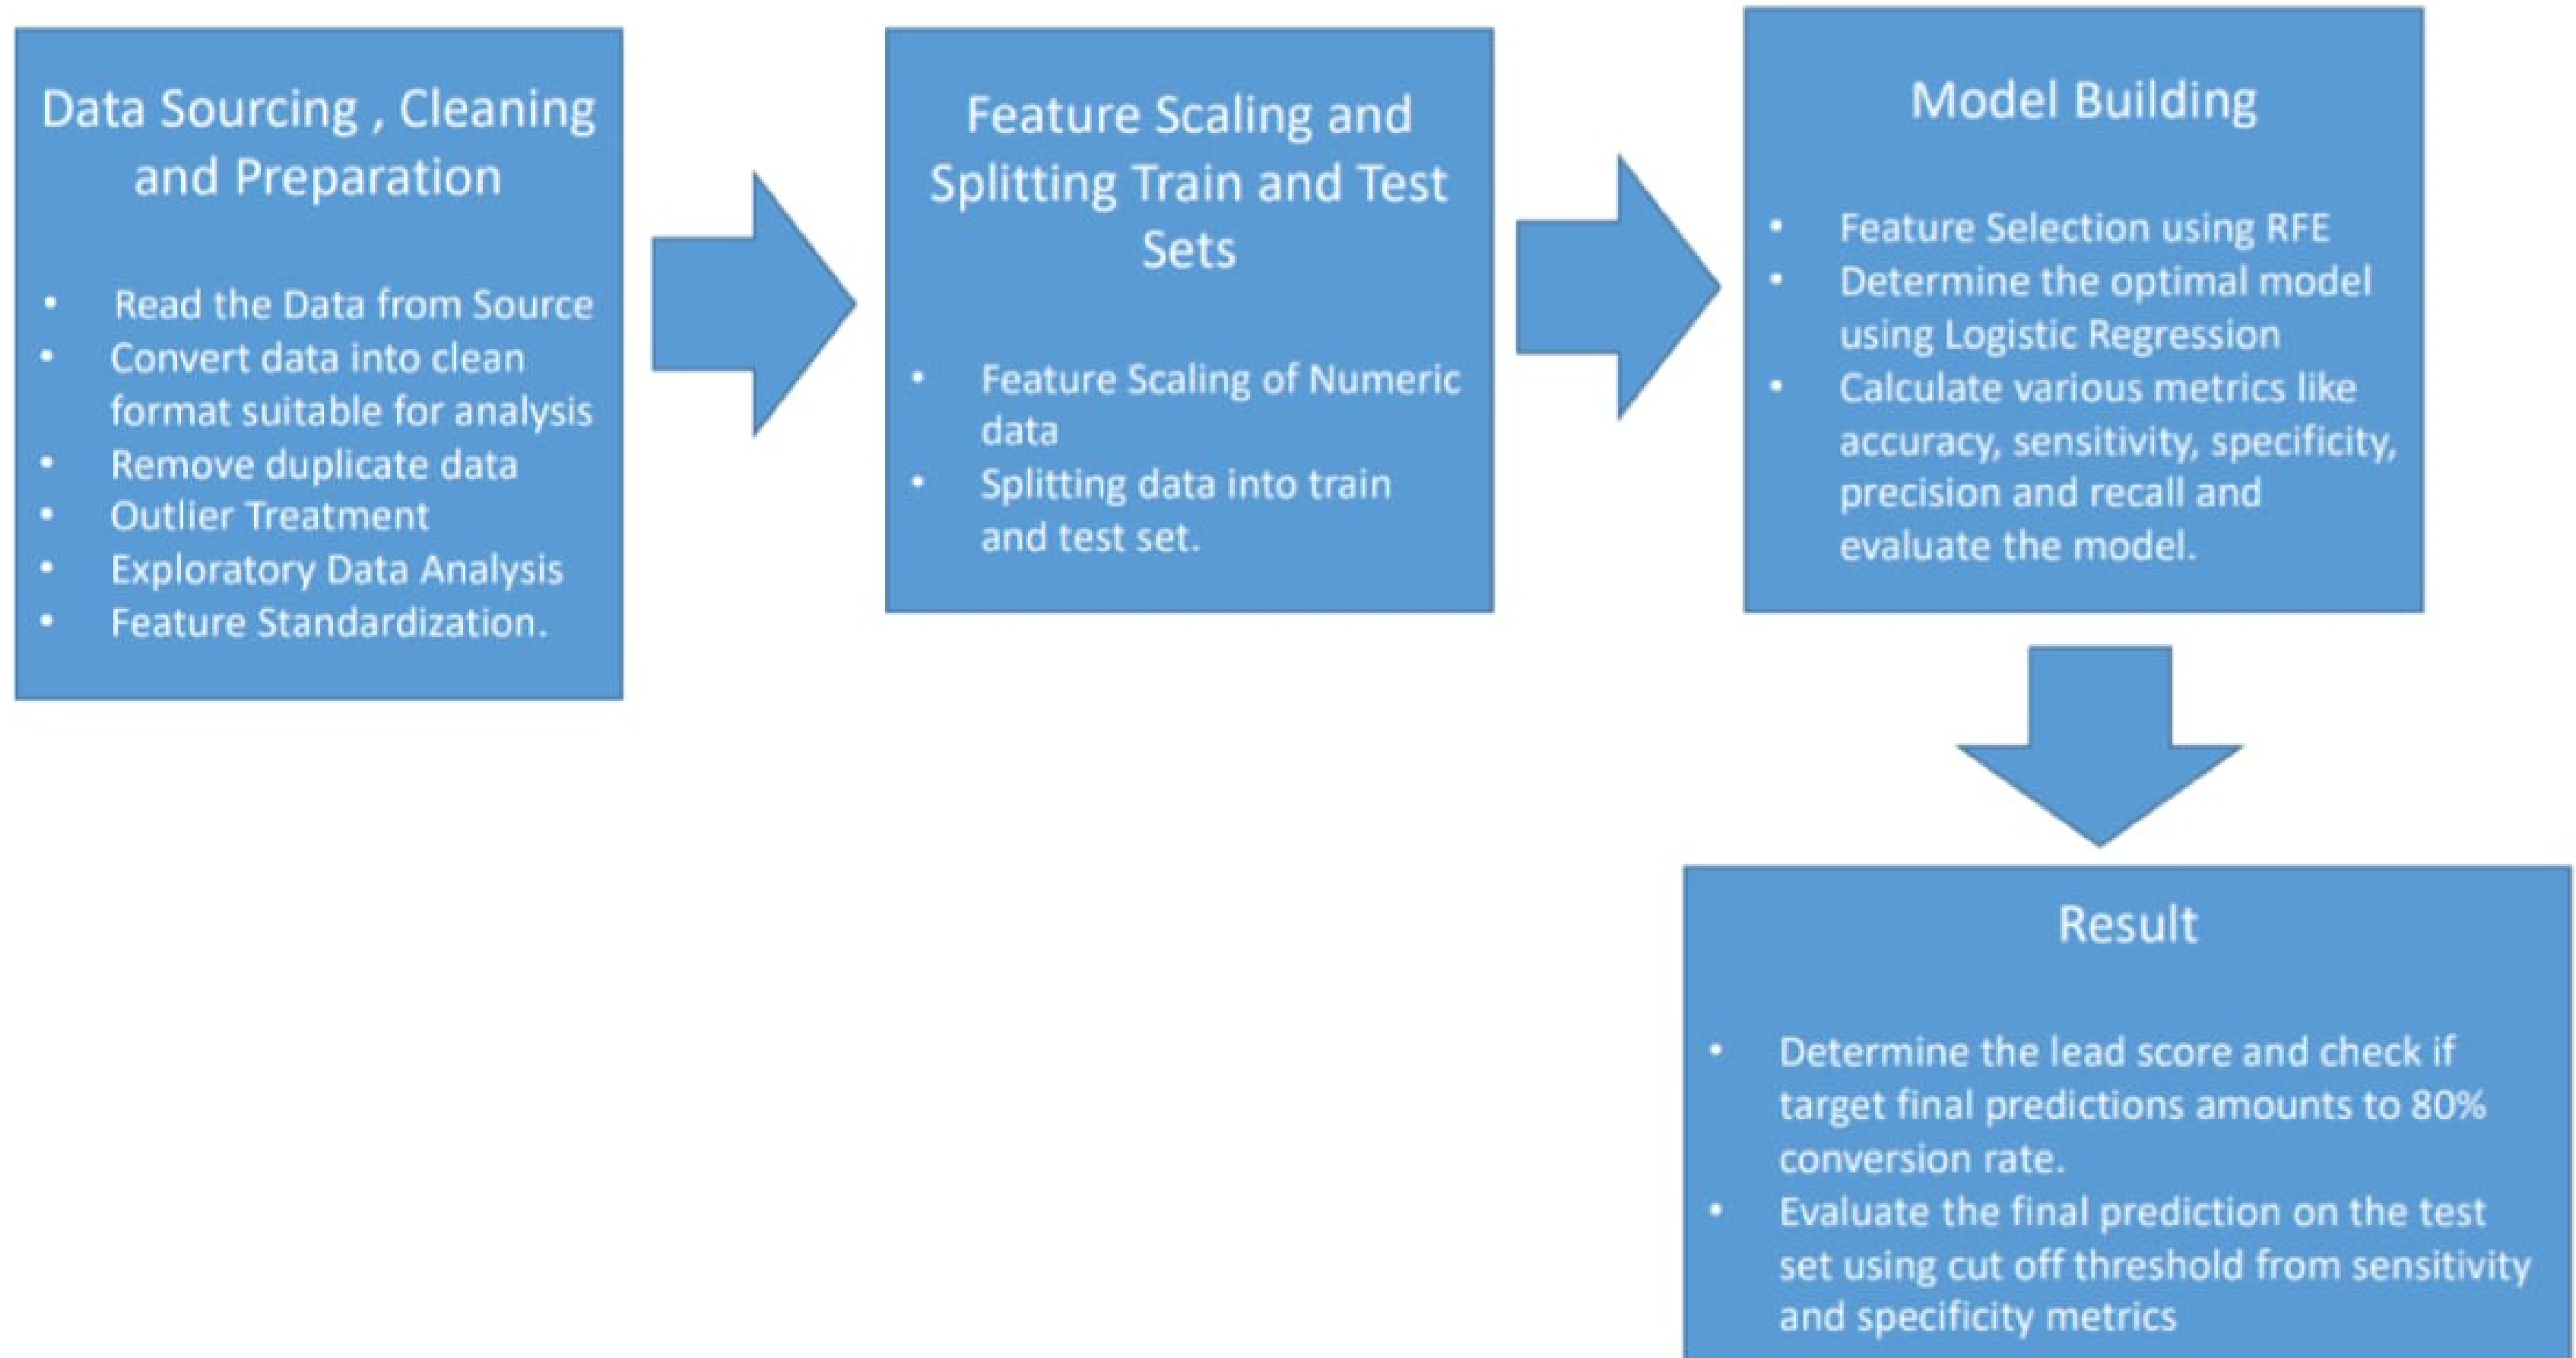 Data Sourcing , Cleaning
and Preparation
• Read the Data from Source
• Convert data into clean
format suitable for analysis
• Remove duplicate data
• Outlier Treatment
• Exploratory Data Analysis
• Feature Standardization.
Feature Scaling and
Splitting Train and Test
Sets
• Feature Scaling of Numeric
data
• Splitting data into train
and test set.
Model Building
• Feature Selection using RFE
• Determine the optimal model
using Logistic Regression
• Calculate various metrics like
accuracy, sensitivity, specificity,
precision and recall and
evaluate the model.
Result
• Determine the lead score and check if
target final predictions amounts to 80%
conversion rate.
• Evaluate the final prediction on the test
set using cut off threshold from sensitivity
and specificity metrics